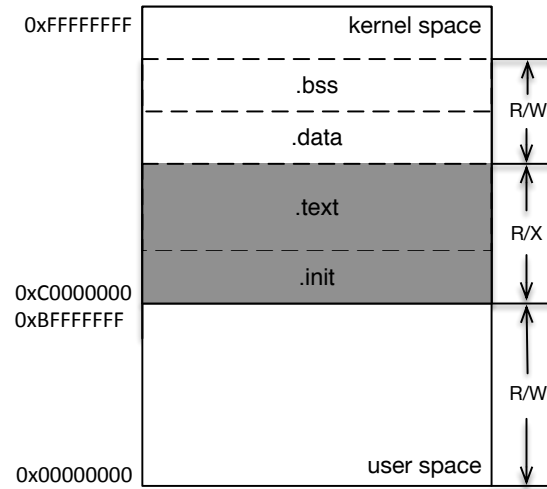 0xFFFFFFFF
kernel space
.bss
R/W
.data
.text
R/X
.init
0xC0000000
0xBFFFFFFF
R/W
0x00000000
user space